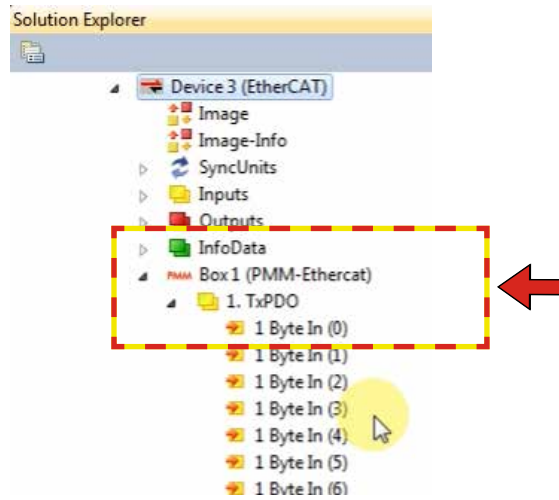 Solution Explorer
Device 3 (EtherCAT)
Image
Image-Info
SyncUnits
Inputs
Outputs
InfoData
PMM Box 1 (PMM-Ethercat)
1. TxPDO
1 Byte In (0)
1 Byte In (1)
1 Byte In (2)
1 Byte In (3)
1 Byte In (4)
1 Byte In (5)
1 Byte In (6)